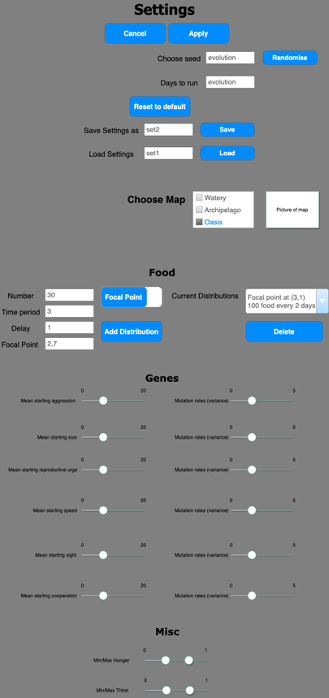 Settings
Cancel Apply
Choose seed evolution Randomise
Days to run evolution
Reset to default
Save Settings as set2 Save
Load Settings set1 Load
Choose Map
Watery
Archipelago
Oasis
Picture of map
Food
Number 30 Focal Point Current Distributions Focal point at (3,1)
100 food every 2 days
Time period 3
Delay 1 Add Distribution Delete
Focal Point 2,7
Genes
0 20 0 5
Mean starting aggression Mutation rates (variance)
0 20 0 5
Mean starting size Mutation rates (variance)
0 20 0 5
Mean starting reproductive urge Mutation rates (variance)
0 20 0 5
Mean starting speed Mutation rates (variance)
0 20 0 5
Mean starting sight Mutation rates (variance)
0 20 0 5
Mean starting cooperation Mutation rates (variance)
Misc
0 1
Min/Max Hunger
0 1
Min/Max Thirst